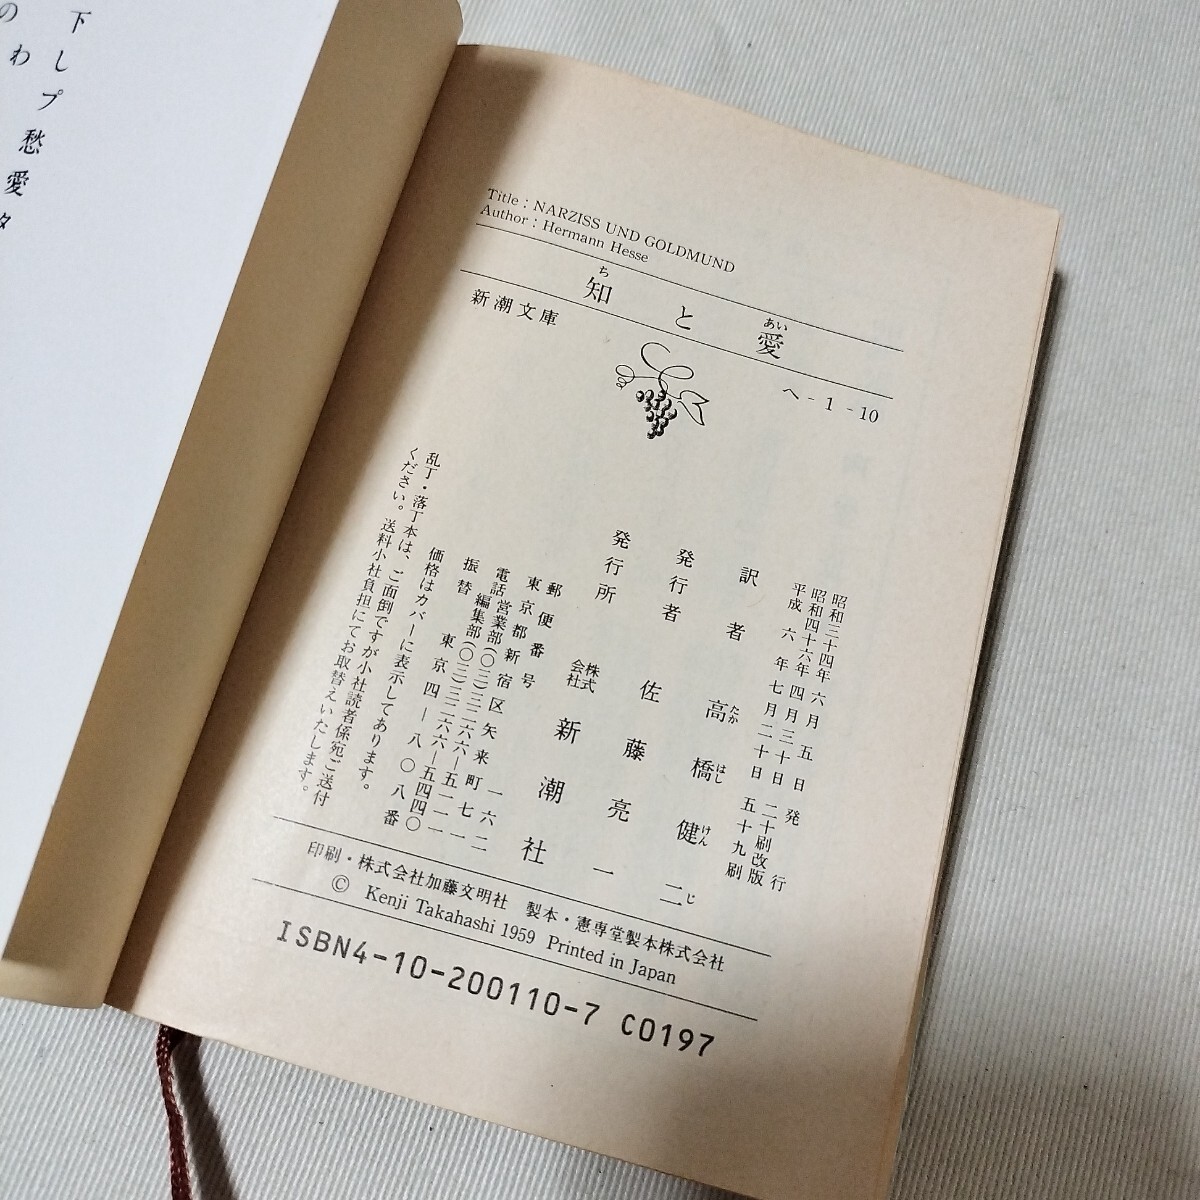 Title : NARZISS UND GOLDMUND
Author : Hermann Hesse
知と愛
ち あい
新潮文庫
ヘ-1-10
昭和三十四年六月五日発行
昭和四十六年四月三十日二十刷改版
平成六年七月二十日五十九刷
訳者 高橋健二
たか はし けん じ
発行者 佐藤亮一
発行所 株式会社 新潮社
郵便番号 一六二
東京都新宿区矢来町七一
電話 営業部(〇三)三二六六-五一一一
編集部(〇三)三二六六-五四四〇
振替 東京四-八〇八番
価格はカバーに表示してあります。
乱丁・落丁本は、ご面倒ですが小社読者係宛ご送付
ください。送料小社負担にてお取替えいたします。
印刷・株式会社加藤文明社 製本・憲専堂製本株式会社
© Kenji Takahashi 1959 Printed in Japan
ISBN4-10-200110-7 C0197
下
しプ愁愛
のわ